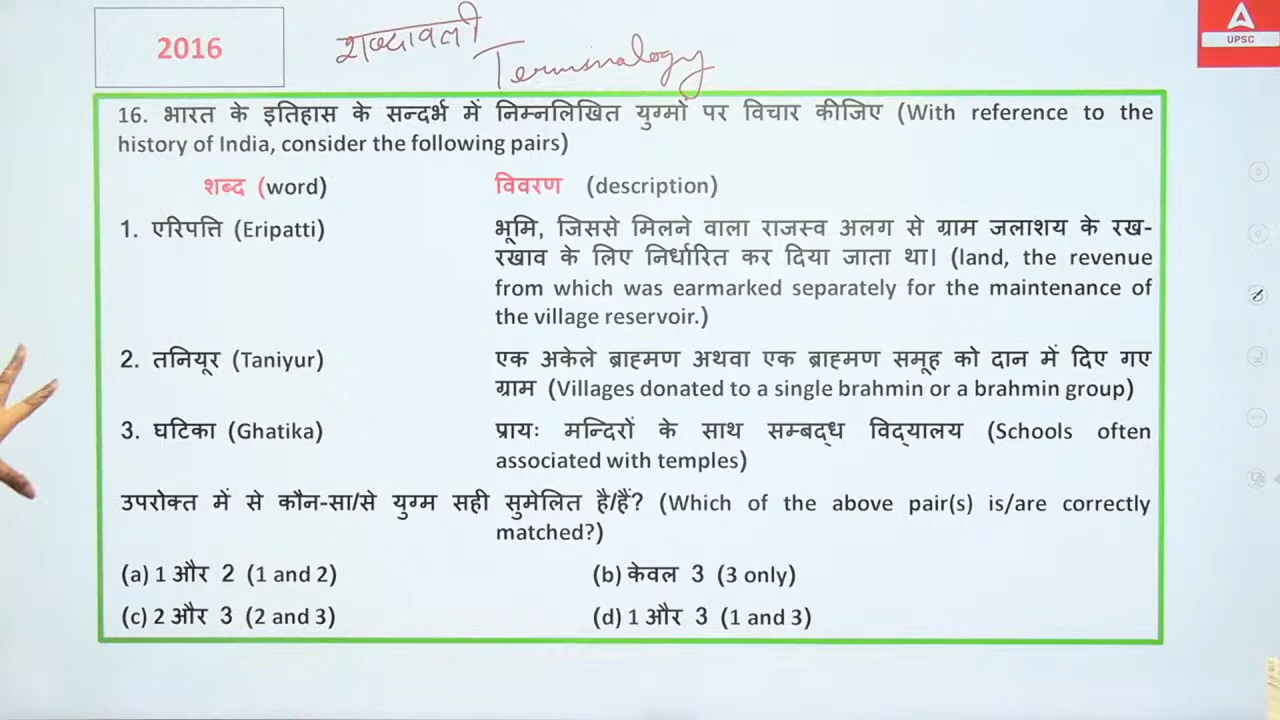 2016
शब्दावली
Terminalogy
UPSC
16. भारत के इतिहास के सन्दर्भ में निम्नलिखित युग्मों पर विचार कीजिए (With reference to the
history of India, consider the following pairs)
शब्द (word) विवरण (description)
1. एरिपत्ति (Eripatti) भूमि, जिससे मिलने वाला राजस्व अलग से ग्राम जलाशय के रख-
रखाव के लिए निर्धारित कर दिया जाता था। (land, the revenue
from which was earmarked separately for the maintenance of
the village reservoir.)
2. तनियूर (Taniyur) एक अकेले ब्राह्मण अथवा एक ब्राह्मण समूह को दान में दिए गए
ग्राम (Villages donated to a single brahmin or a brahmin group)
3. घटिका (Ghatika) प्रायः मन्दिरों के साथ सम्बद्ध विद्यालय (Schools often
associated with temples)
उपरोक्त में से कौन-सा/से युग्म सही सुमेलित है/हैं? (Which of the above pair(s) is/are correctly
matched?)
(a) 1 और 2 (1 and 2) (b) केवल 3 (3 only)
(c) 2 और 3 (2 and 3) (d) 1 और 3 (1 and 3)